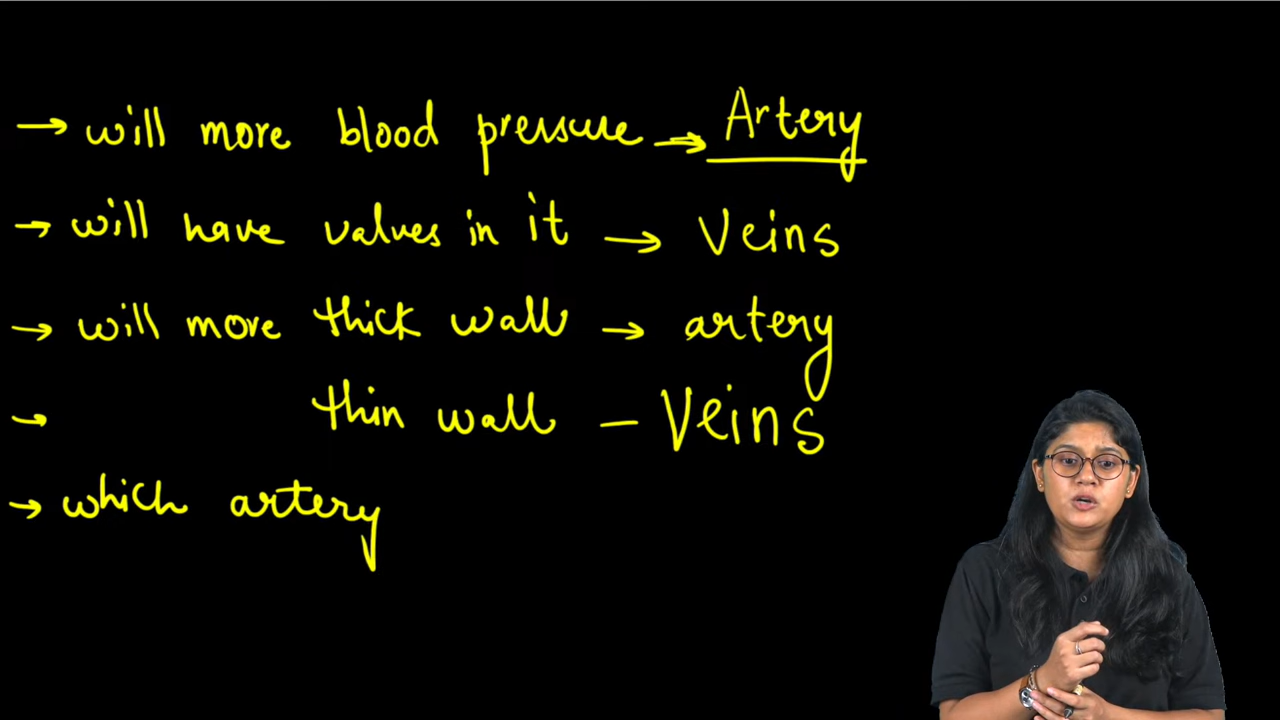 → will more blood pressure → Artery
→ will have values in it → Veins
→ will more thick wall → artery
→ thin wall – Veins
→ which artery